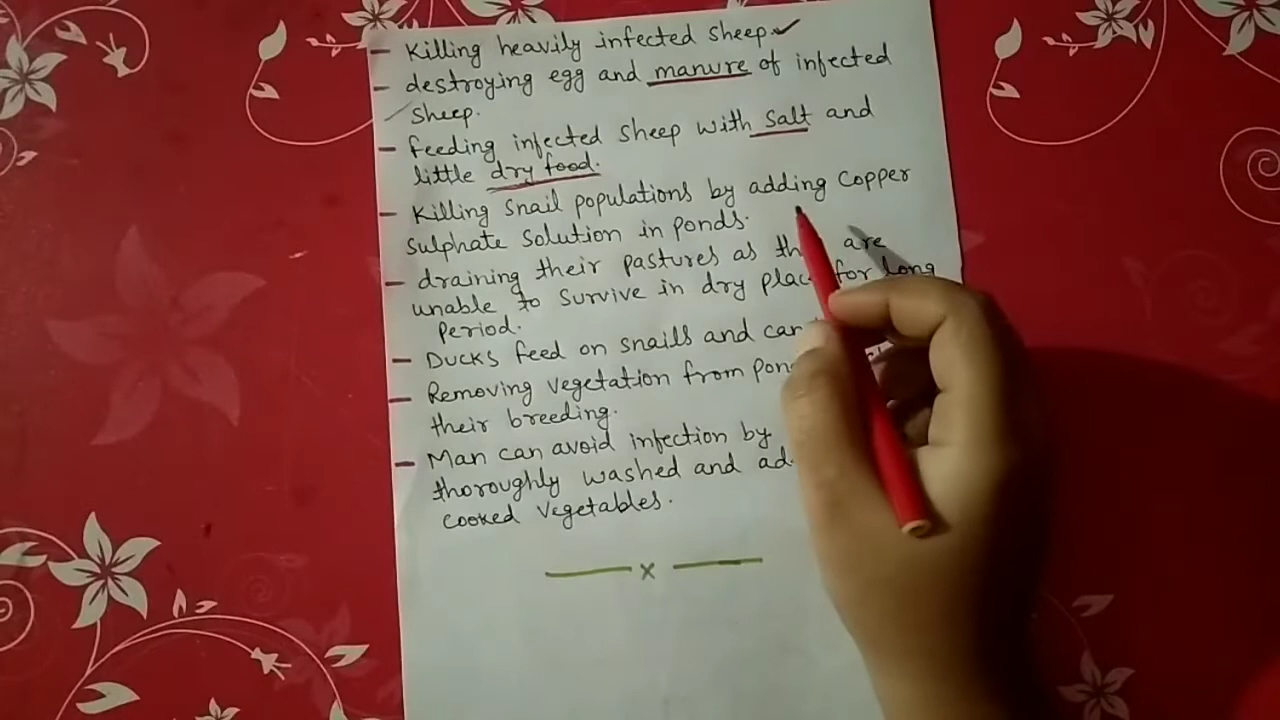 - Killing heavily infected sheep.
- destroying egg and manure of infected
sheep.
- feeding infected sheep with salt and
little dry food.
- Killing snail populations by adding copper
sulphate solution in ponds.
- draining their pastures as are
unable to survive in dry for long
period.
- Ducks feed on snails and can
- Removing vegetation from
their breeding.
- Man can avoid infection by
thoroughly washed and
cooked vegetables.
x